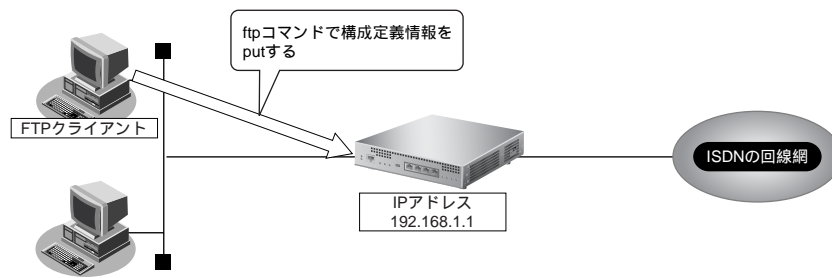 ftpコマンドで構成定義情報を
putする
FTPクライアント
ISDNの回線網
IPアドレス
192.168.1.1